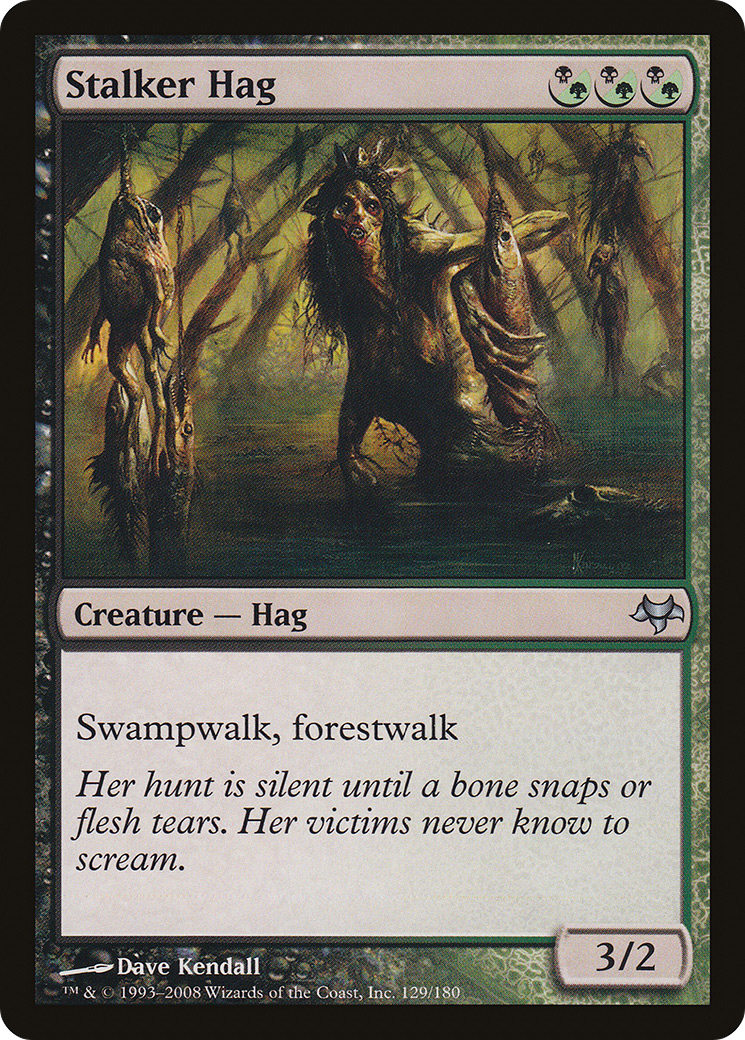 Stalker Hag
Creature — Hag
Swampwalk, forestwalk
Her hunt is silent until a bone snaps or
flesh tears. Her victims never know to
scream.
3/2
Dave Kendall
™ & © 1993–2008 Wizards of the Coast, Inc. 129/180